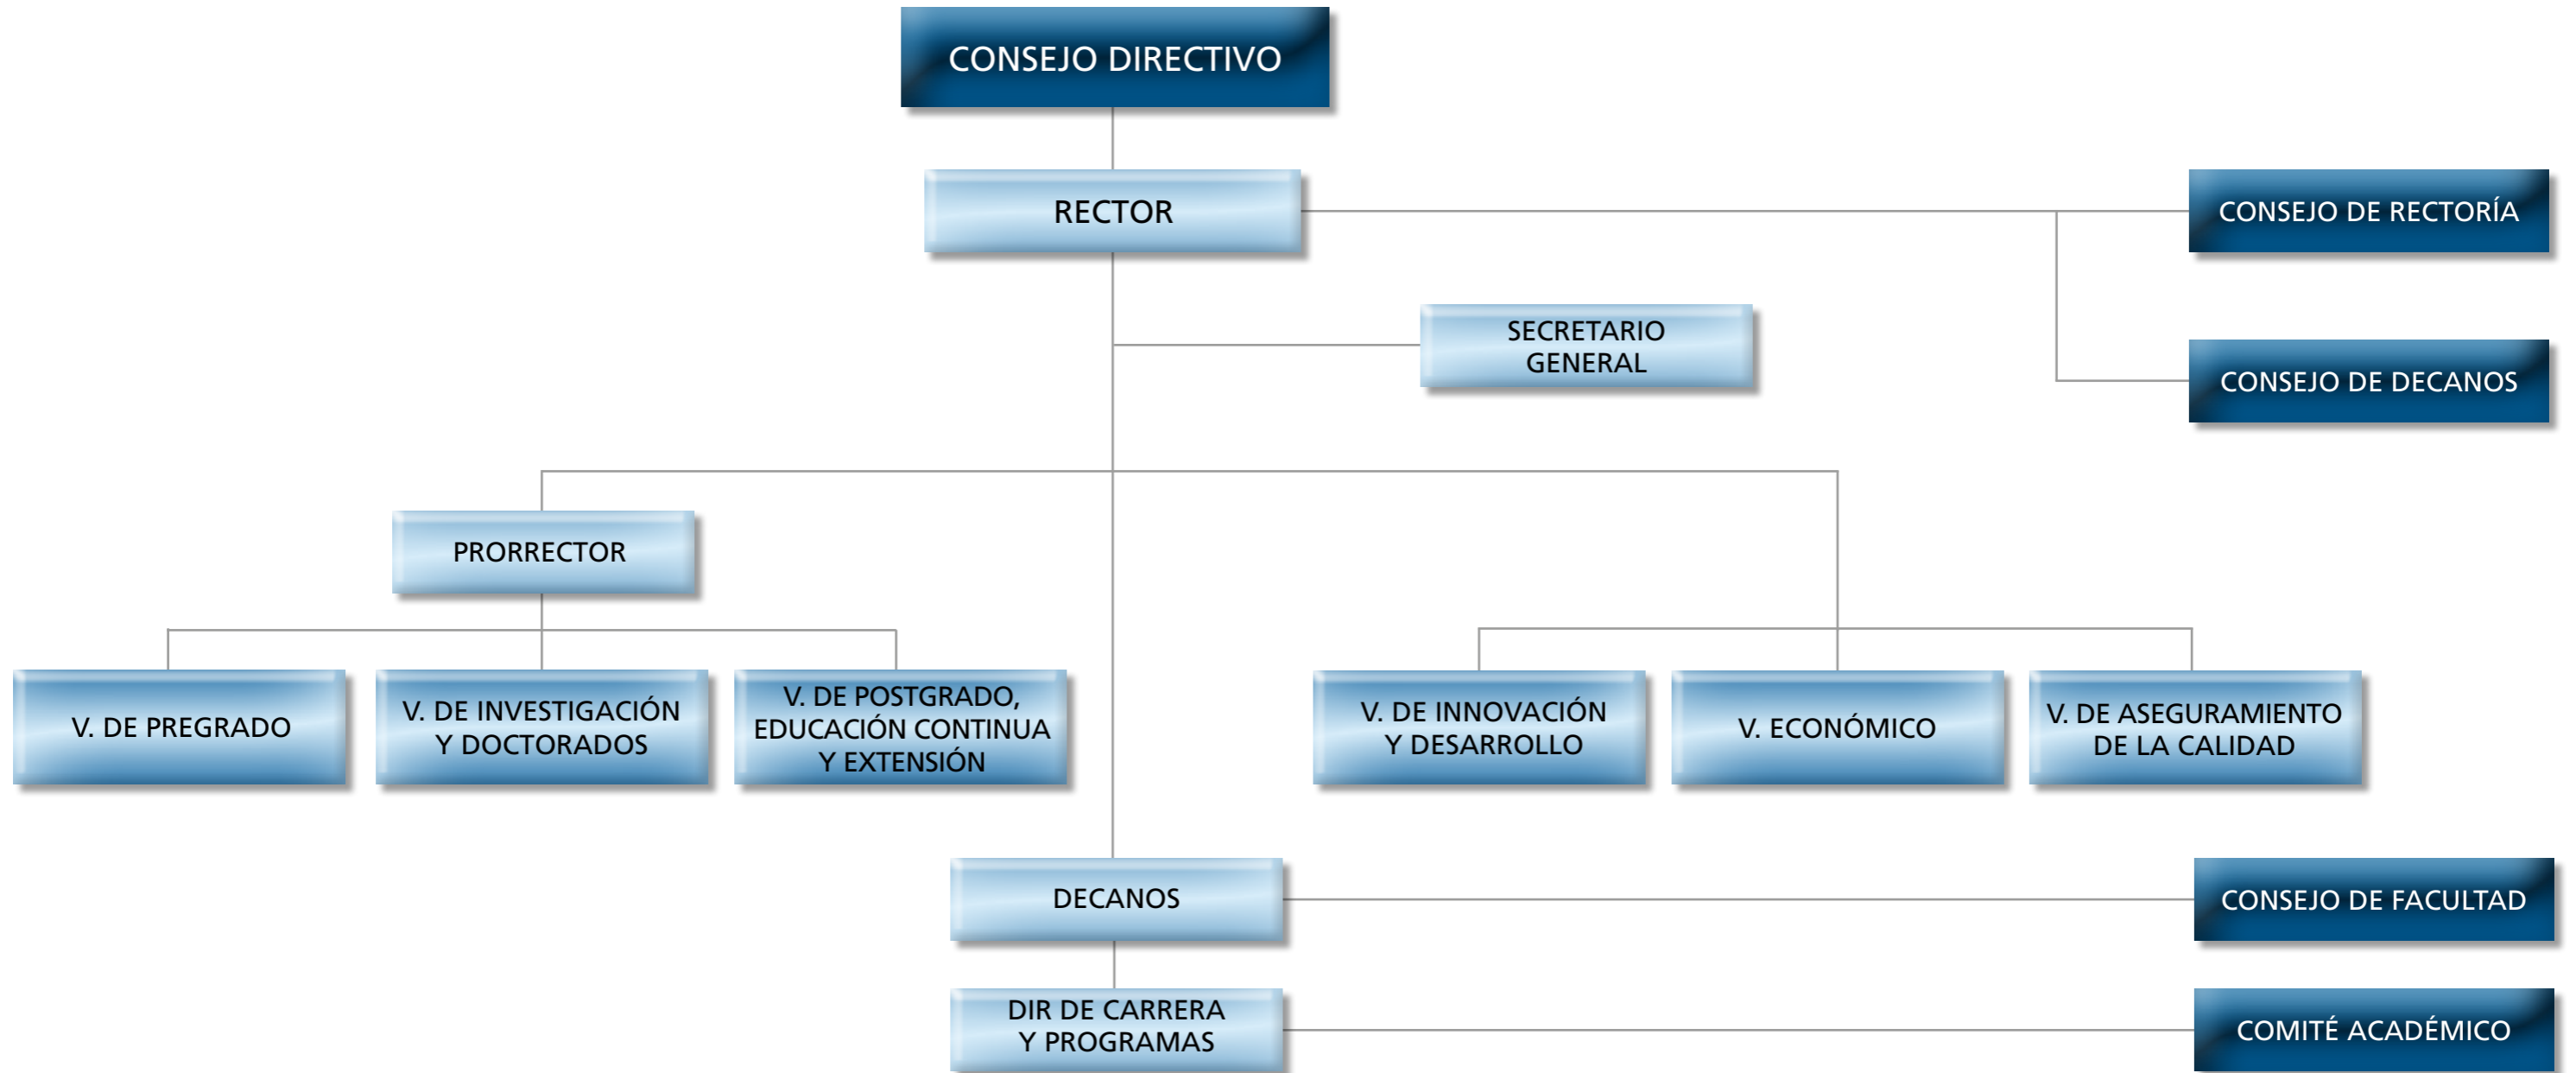 CONSEJO DIRECTIVO
RECTOR
CONSEJO DE RECTORÍA
SECRETARIO
GENERAL
CONSEJO DE DECANOS
PRORRECTOR
V. DE PREGRADO
V. DE INVESTIGACIÓN
Y DOCTORADOS
V. DE POSTGRADO,
EDUCACIÓN CONTINUA
Y EXTENSIÓN
V. DE INNOVACIÓN
Y DESARROLLO
V. ECONÓMICO
V. DE ASEGURAMIENTO
DE LA CALIDAD
DECANOS
CONSEJO DE FACULTAD
DIR DE CARRERA
Y PROGRAMAS
COMITÉ ACADÉMICO